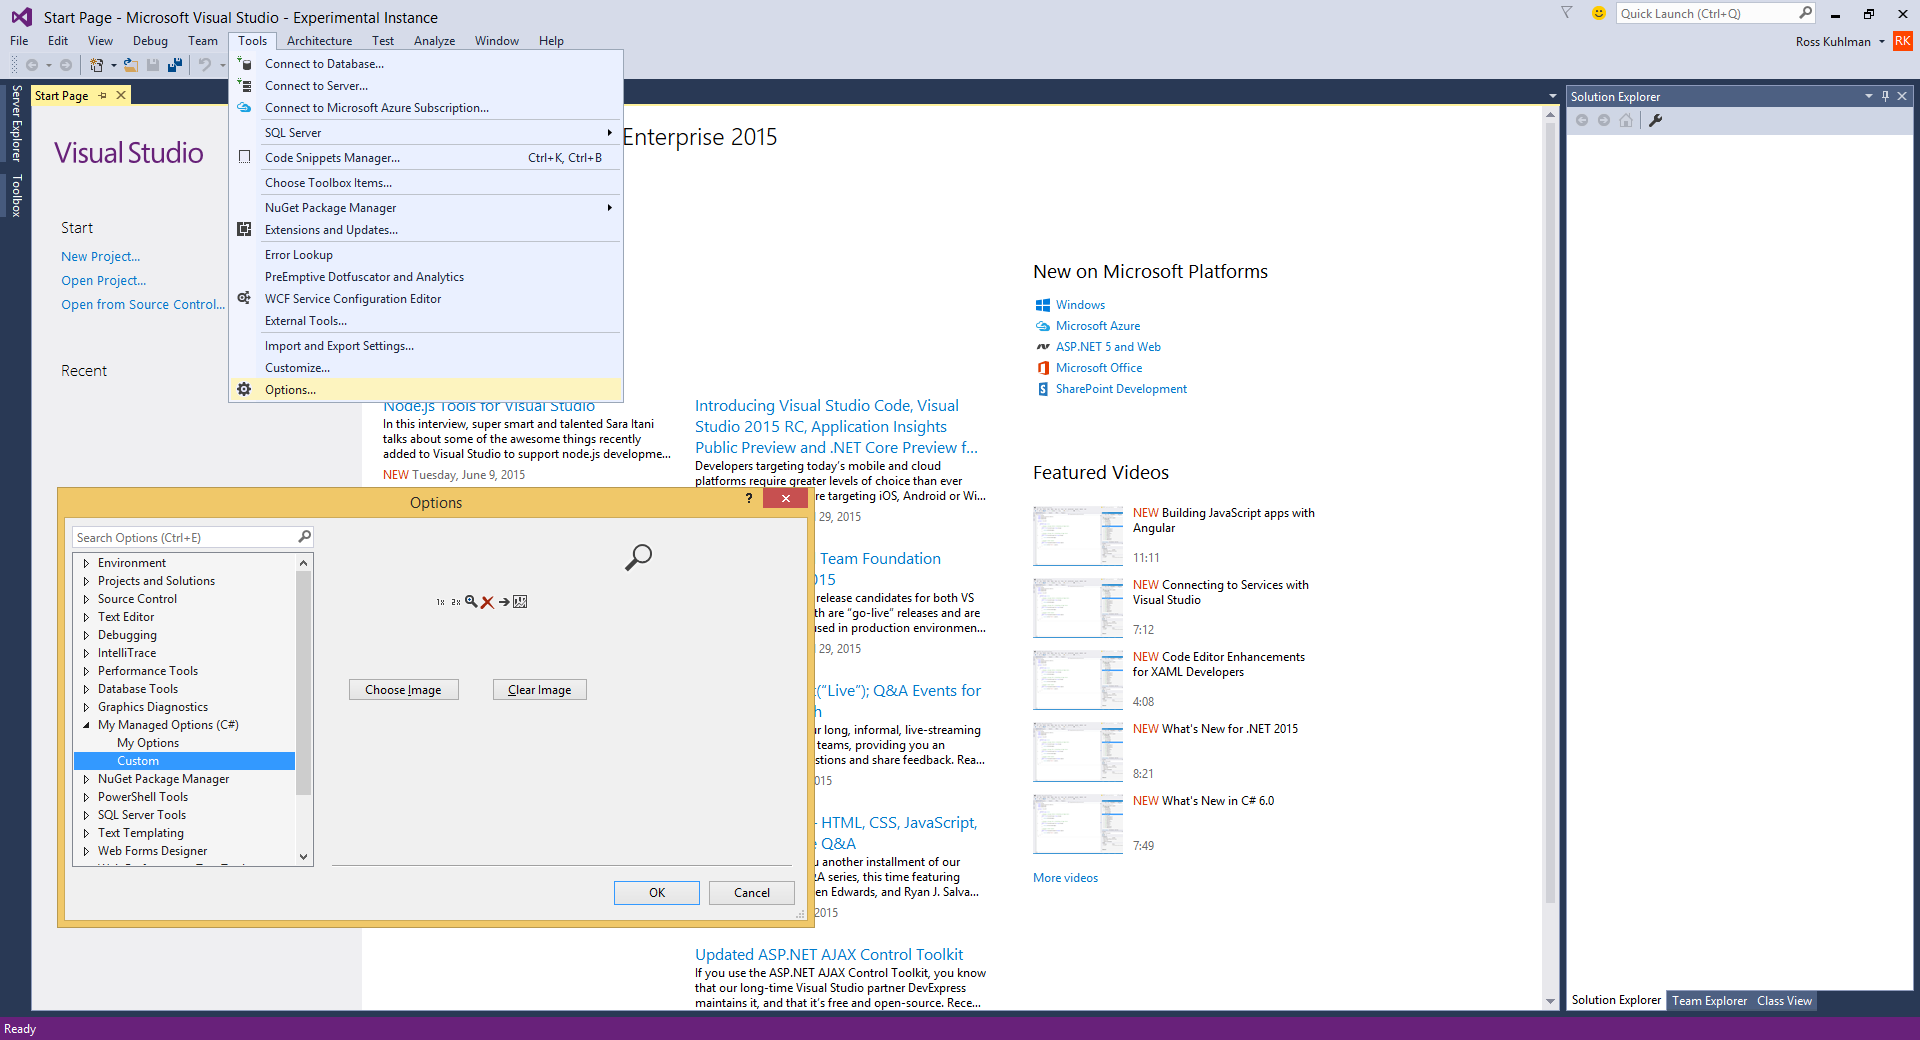 Start Page - Microsoft Visual Studio - Experimental Instance
Quick Launch (Ctrl+Q)
File Edit View Debug Team Tools Architecture Test Analyze Window Help
Ross Kuhlman RK
Server Explorer
Toolbox
Start Page
Visual Studio
Start
New Project...
Open Project...
Open from Source Control...
Recent
Connect to Database...
Connect to Server...
Connect to Microsoft Azure Subscription...
SQL Server
Code Snippets Manager... Ctrl+K, Ctrl+B
Choose Toolbox Items...
NuGet Package Manager
Extensions and Updates...
Error Lookup
PreEmptive Dotfuscator and Analytics
WCF Service Configuration Editor
External Tools...
Import and Export Settings...
Customize...
Options...
Enterprise 2015
Node.js Tools for Visual Studio
In this interview, super smart and talented Sara Itani
talks about some of the awesome things recently
added to Visual Studio to support node.js developme...
NEW Tuesday, June 9, 2015
Introducing Visual Studio Code, Visual
Studio 2015 RC, Application Insights
Public Preview and .NET Core Preview f...
Developers targeting today's mobile and cloud
platforms require greater levels of choice than ever
re targeting iOS, Android or Wi...
29, 2015
Team Foundation
015
release candidates for both VS
th are “go-live” releases and are
used in production environmen...
29, 2015
t(“Live”); Q&A Events for
h
ur long, informal, live-streaming
teams, providing you an
stions and share feedback. Rea...
015
- HTML, CSS, JavaScript,
e Q&A
u another installment of our
&A series, this time featuring
en Edwards, and Ryan J. Salva...
2015
Updated ASP.NET AJAX Control Toolkit
If you use the ASP.NET AJAX Control Toolkit, you know
that our long-time Visual Studio partner DevExpress
maintains it, and that it's free and open-source. Rece...
New on Microsoft Platforms
Windows
Microsoft Azure
ASP.NET 5 and Web
Microsoft Office
SharePoint Development
Featured Videos
NEW Building JavaScript apps with
Angular
11:11
NEW Connecting to Services with
Visual Studio
7:12
NEW Code Editor Enhancements
for XAML Developers
4:08
NEW What's New for .NET 2015
8:21
NEW What's New in C# 6.0
7:49
More videos
Options
?
Search Options (Ctrl+E)
Environment
Projects and Solutions
Source Control
Text Editor
Debugging
IntelliTrace
Performance Tools
Database Tools
Graphics Diagnostics
My Managed Options (C#)
My Options
Custom
NuGet Package Manager
PowerShell Tools
SQL Server Tools
Text Templating
Web Forms Designer
1x 2x
Choose Image
Clear Image
OK
Cancel
Solution Explorer
Solution Explorer Team Explorer Class View
Ready